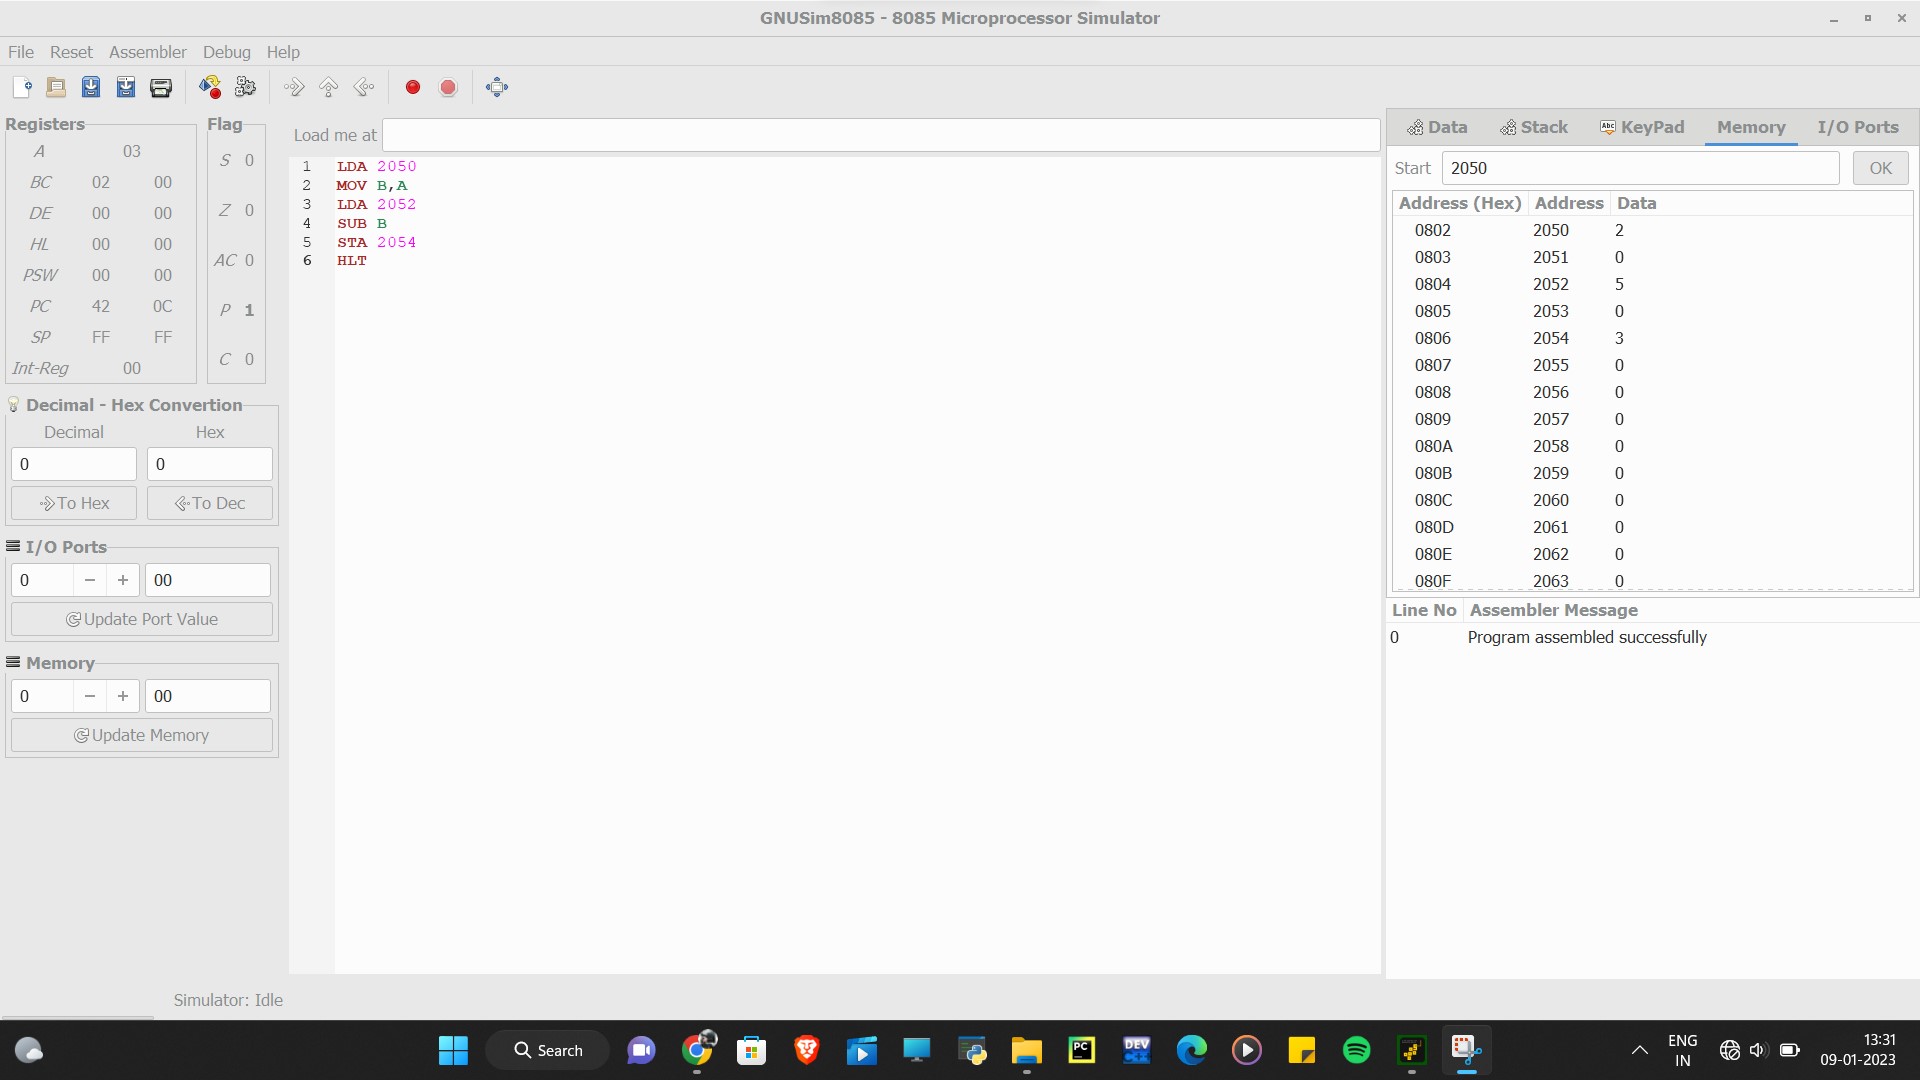 GNUSim8085 - 8085 Microprocessor Simulator
File Reset Assembler Debug Help
Registers
A 03
BC 02 00
DE 00 00
HL 00 00
PSW 00 00
PC 42 0C
SP FF FF
Int-Reg 00
Flag
S 0
Z 0
AC 0
P 1
C 0
Decimal - Hex Convertion
Decimal Hex
0 0
To Hex To Dec
I/O Ports
0 − + 00
Update Port Value
Memory
0 − + 00
Update Memory
Load me at
1 LDA 2050
2 MOV B,A
3 LDA 2052
4 SUB B
5 STA 2054
6 HLT
Data Stack Abc KeyPad Memory I/O Ports
Start 2050 OK
Address (Hex) Address Data
0802 2050 2
0803 2051 0
0804 2052 5
0805 2053 0
0806 2054 3
0807 2055 0
0808 2056 0
0809 2057 0
080A 2058 0
080B 2059 0
080C 2060 0
080D 2061 0
080E 2062 0
080F 2063 0
Line No Assembler Message
0 Program assembled successfully
Simulator: Idle
Search
PC
DEV C++
ENG
IN
13:31
09-01-2023